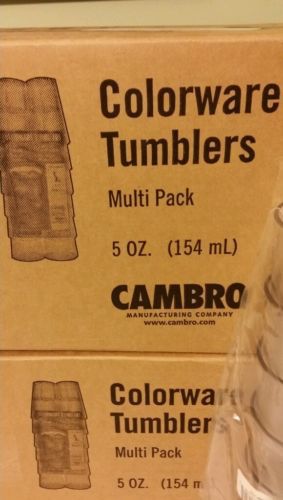 Colorware
Tumblers
Multi Pack
5 OZ. (154 mL)
CAMBRO
MANUFACTURING COMPANY
www.cambro.com
Colorwar
Tumblers
Multi Pack
5 OZ. (154 m